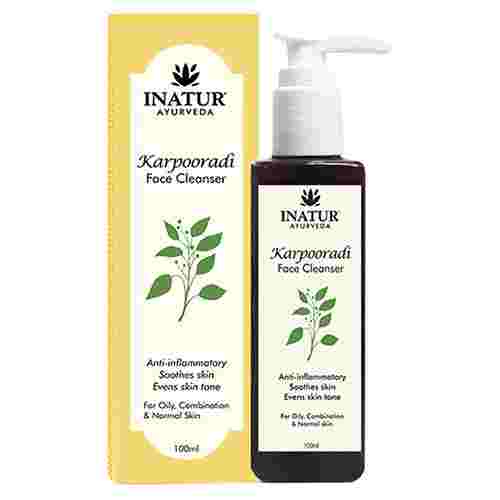 INATUR®
AYURVEDA
Karpooradi
Face Cleanser
Anti-inflammatory
Soothes skin
Evens skin tone
For Oily, Combination
& Normal Skin
100ml
INATUR®
AYURVEDA
Karpooradi
Face Cleanser
Anti-inflammatory
Soothes skin
Evens skin tone
For Oily, Combination
& Normal skin
100ml